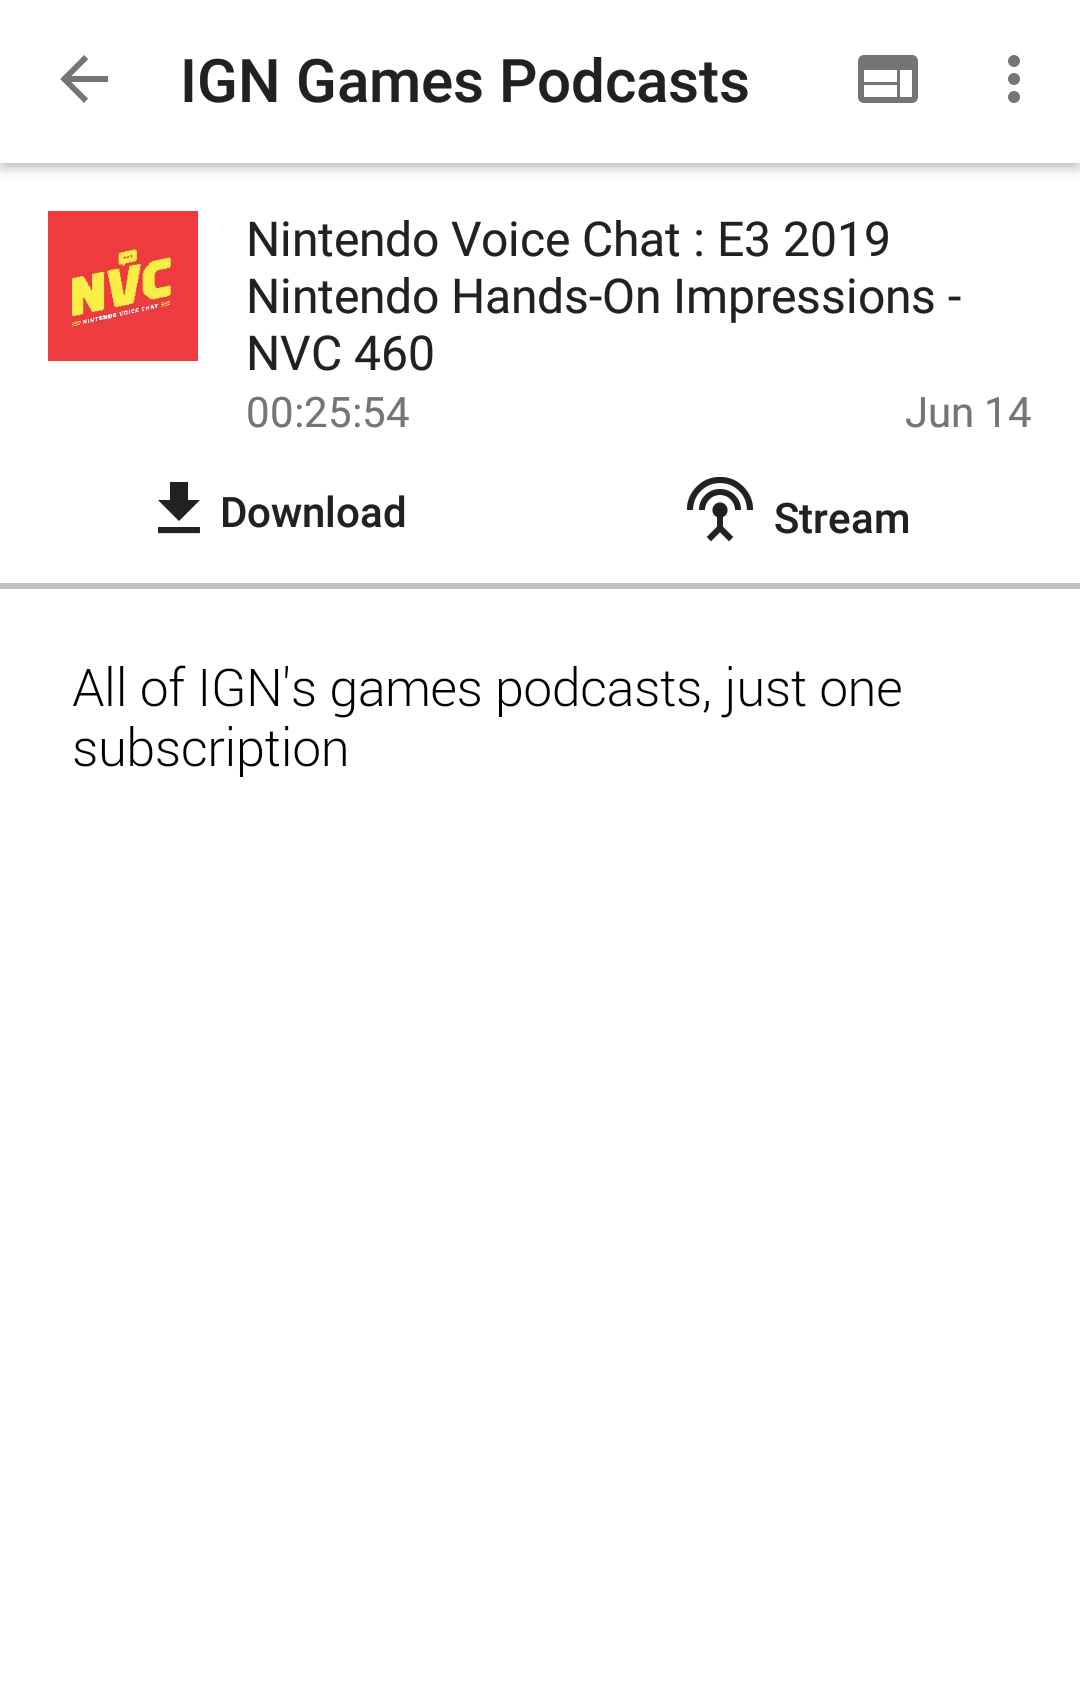 IGN Games Podcasts
NVC
NINTENDO VOICE CHAT
Nintendo Voice Chat : E3 2019
Nintendo Hands-On Impressions -
NVC 460
00:25:54
Jun 14
Download
Stream
All of IGN's games podcasts, just one
subscription